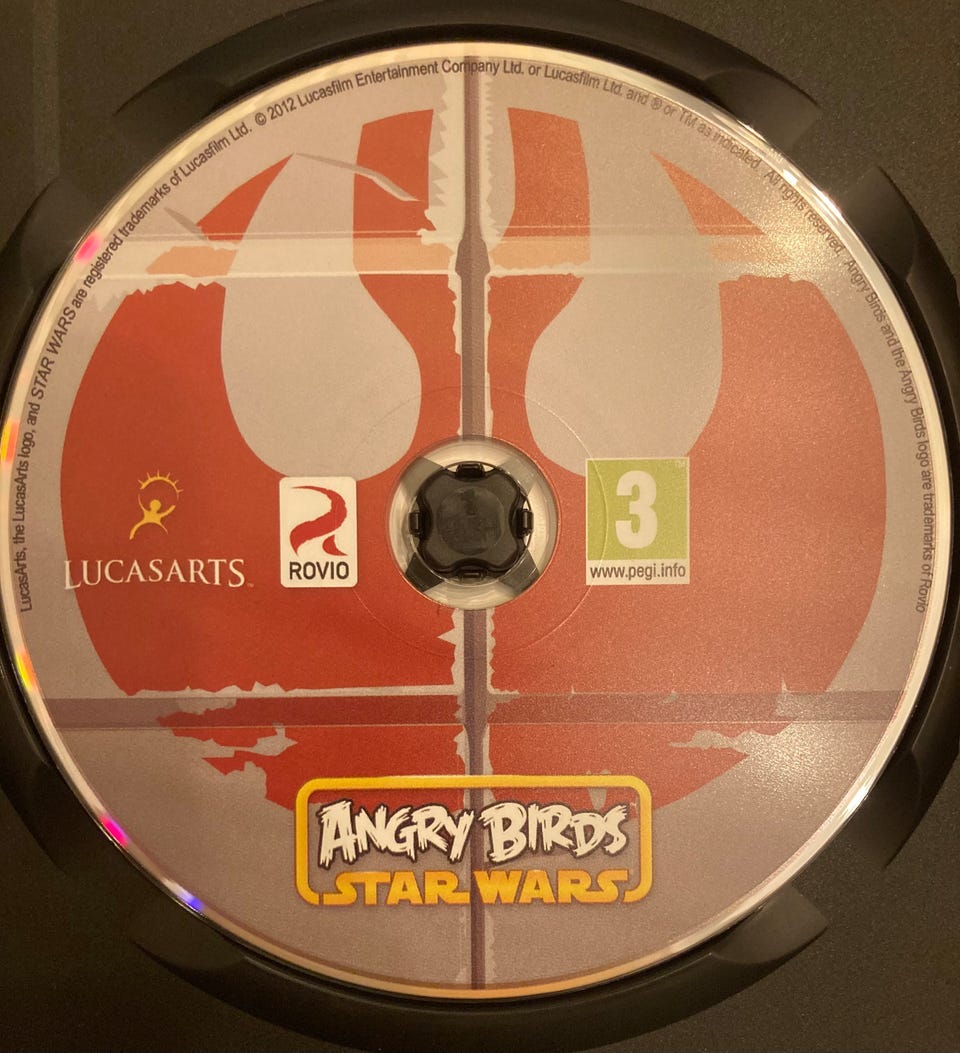 LucasArts, the LucasArts logo, and STAR WARS are registered trademarks of Lucasfilm Ltd. © 2012 Lucasfilm Entertainment Company Ltd. or Lucasfilm Ltd. and ® or TM as indicated. All rights reserved. Angry Birds and the Angry Birds logo are trademarks of Rovio
LUCASARTS™
ROVIO
3™
www.pegi.info
ANGRY BIRDS
STAR WARS